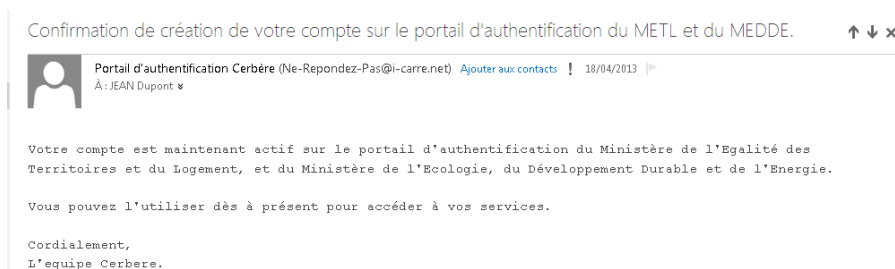 Confirmation de création de votre compte sur le portail d'authentification du METL et du MEDDE.
Portail d'authentification Cerbère (Ne-Repondez-Pas@i-carre.net) Ajouter aux contacts ! 18/04/2013
À : JEAN Dupont
Votre compte est maintenant actif sur le portail d'authentification du Ministère de l'Egalité des
Territoires et du Logement, et du Ministère de l'Ecologie, du Développement Durable et de l'Energie.
Vous pouvez l'utiliser dès à présent pour accéder à vos services.
Cordialement,
L'equipe Cerbere.